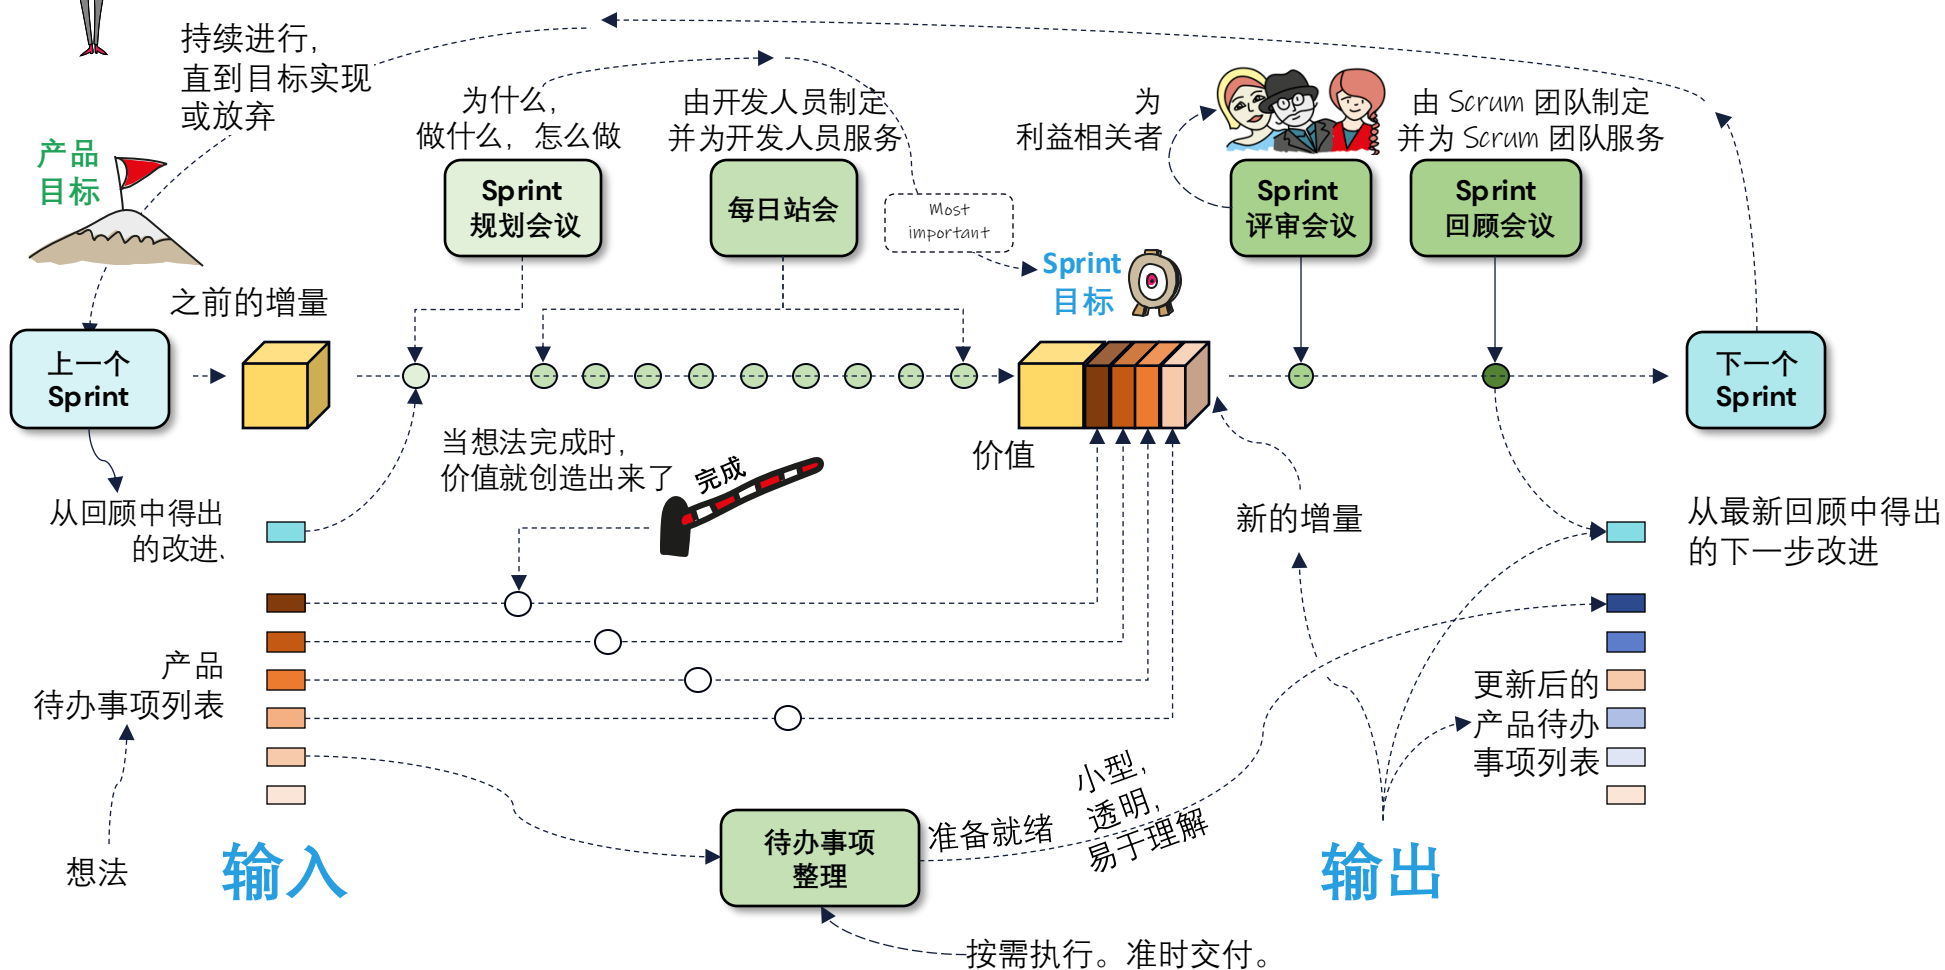 持续进行，
直到目标实现
或放弃
产品
目标
为什么，
做什么，怎么做
由开发人员制定
并为开发人员服务
为
利益相关者
由 Scrum 团队制定
并为 Scrum 团队服务
Sprint
规划会议
每日站会
Most
important
Sprint
目标
Sprint
评审会议
Sprint
回顾会议
之前的增量
上一个
Sprint
下一个
Sprint
当想法完成时，
价值就创造出来了
完成
价值
从回顾中得出
的改进.
新的增量
从最新回顾中得出
的下一步改进
产品
待办事项列表
更新后的
产品待办
事项列表
想法
输入
待办事项
整理
准备就绪
小型，
透明，
易于理解
输出
按需执行。准时交付。